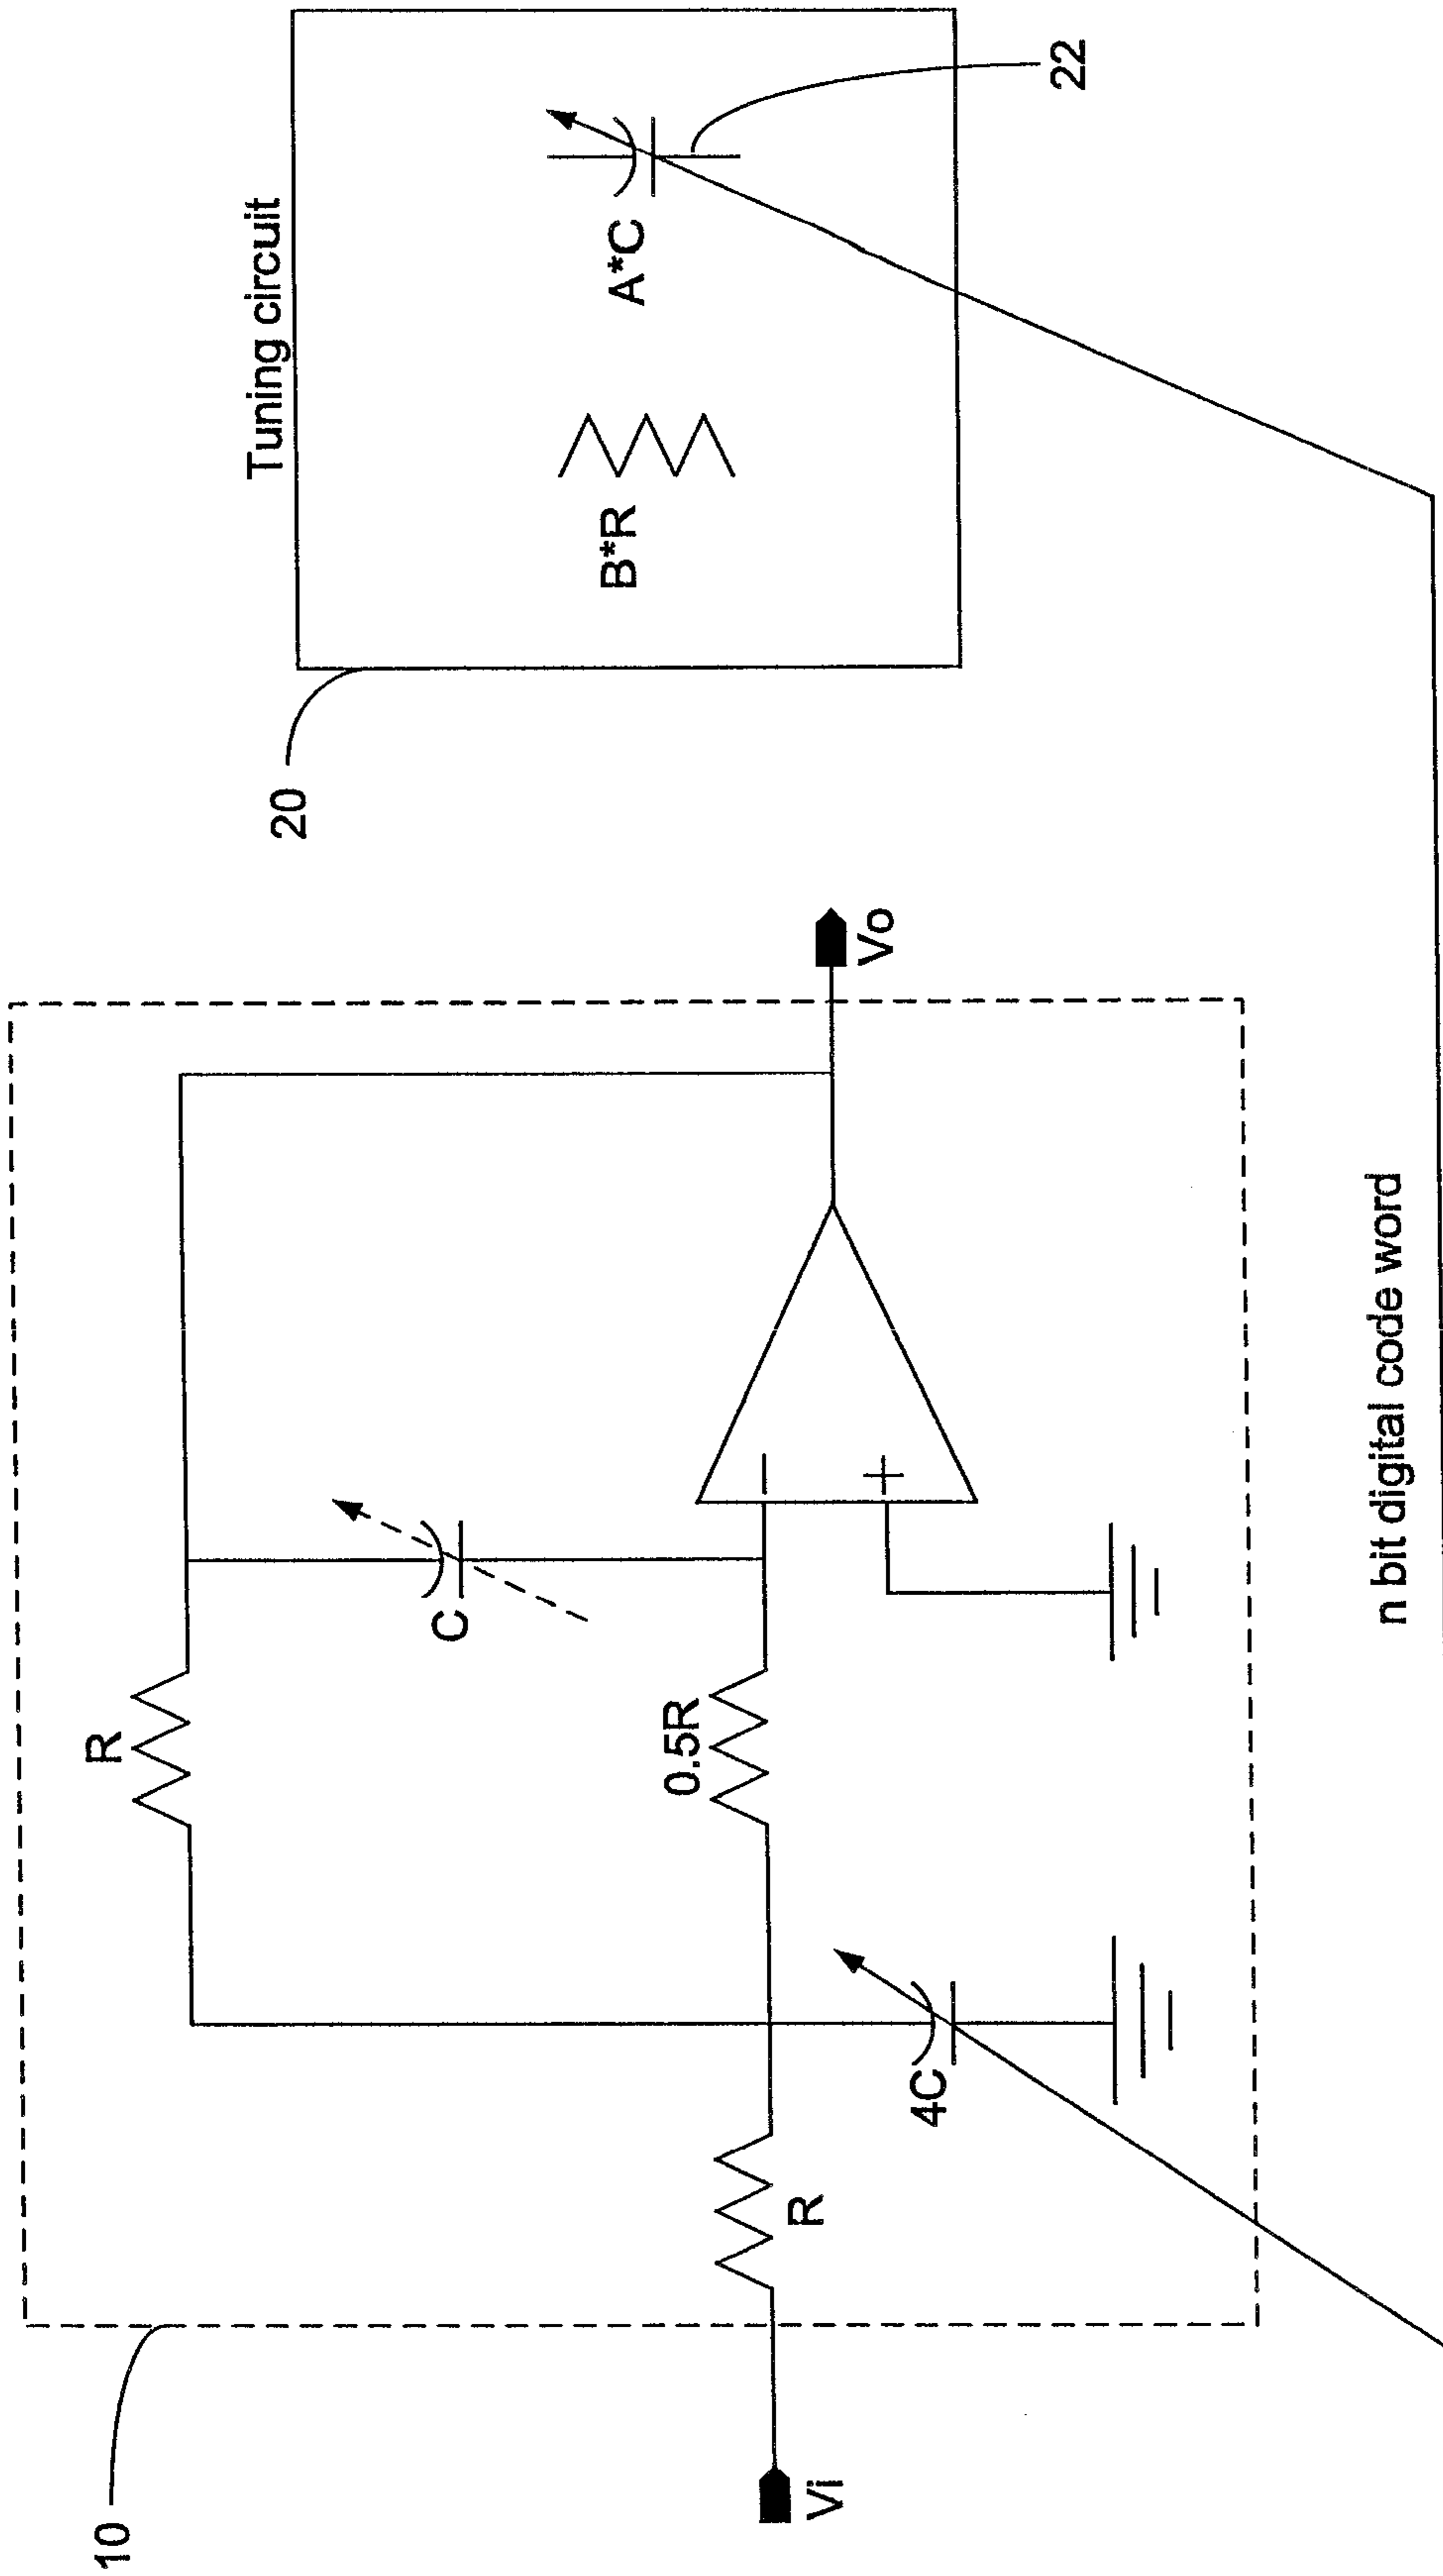 10
R
C
0.5R
R
4C
−
+
Vi
Vo
20
Tuning circuit
B*R
A*C
22
n bit digital code word